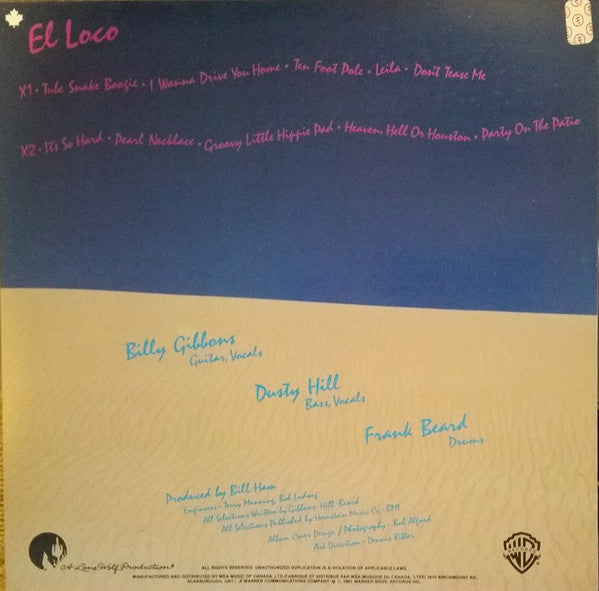 El Loco
X1 • Tube Snake Boogie • I Wanna Drive You Home • Ten Foot Pole • Leila • Don't Tease Me
X2 • It's So Hard • Pearl Necklace • Groovy Little Hippie Pad • Heaven, Hell Or Houston • Party On The Patio
Billy Gibbons
Guitar, Vocals
Dusty Hill
Bass, Vocals
Frank Beard
Drums
Produced by Bill Ham
Engineers - Terry Manning, Bob Ludwig
All Selections Written by Gibbons-Hill-Beard
All Selections Published by Hamstein Music Co.-BMI
Album Cover Design / Photography - Bob Alford
Art Direction - Dennis Ritter
A Lone Wolf Production
ALL RIGHTS RESERVED. UNAUTHORIZED DUPLICATION IS A VIOLATION OF APPLICABLE LAWS.
MANUFACTURED AND DISTRIBUTED BY WEA MUSIC OF CANADA, LTD./FABRIQUÉ ET DISTRIBUÉ PAR WEA MUSIQUE DU CANADA, LTÉE/ 1810 BIRCHMOUNT RD.,
SCARBOROUGH, ONT., A WARNER COMMUNICATIONS COMPANY © 1981 WARNER BROS. RECORDS INC.